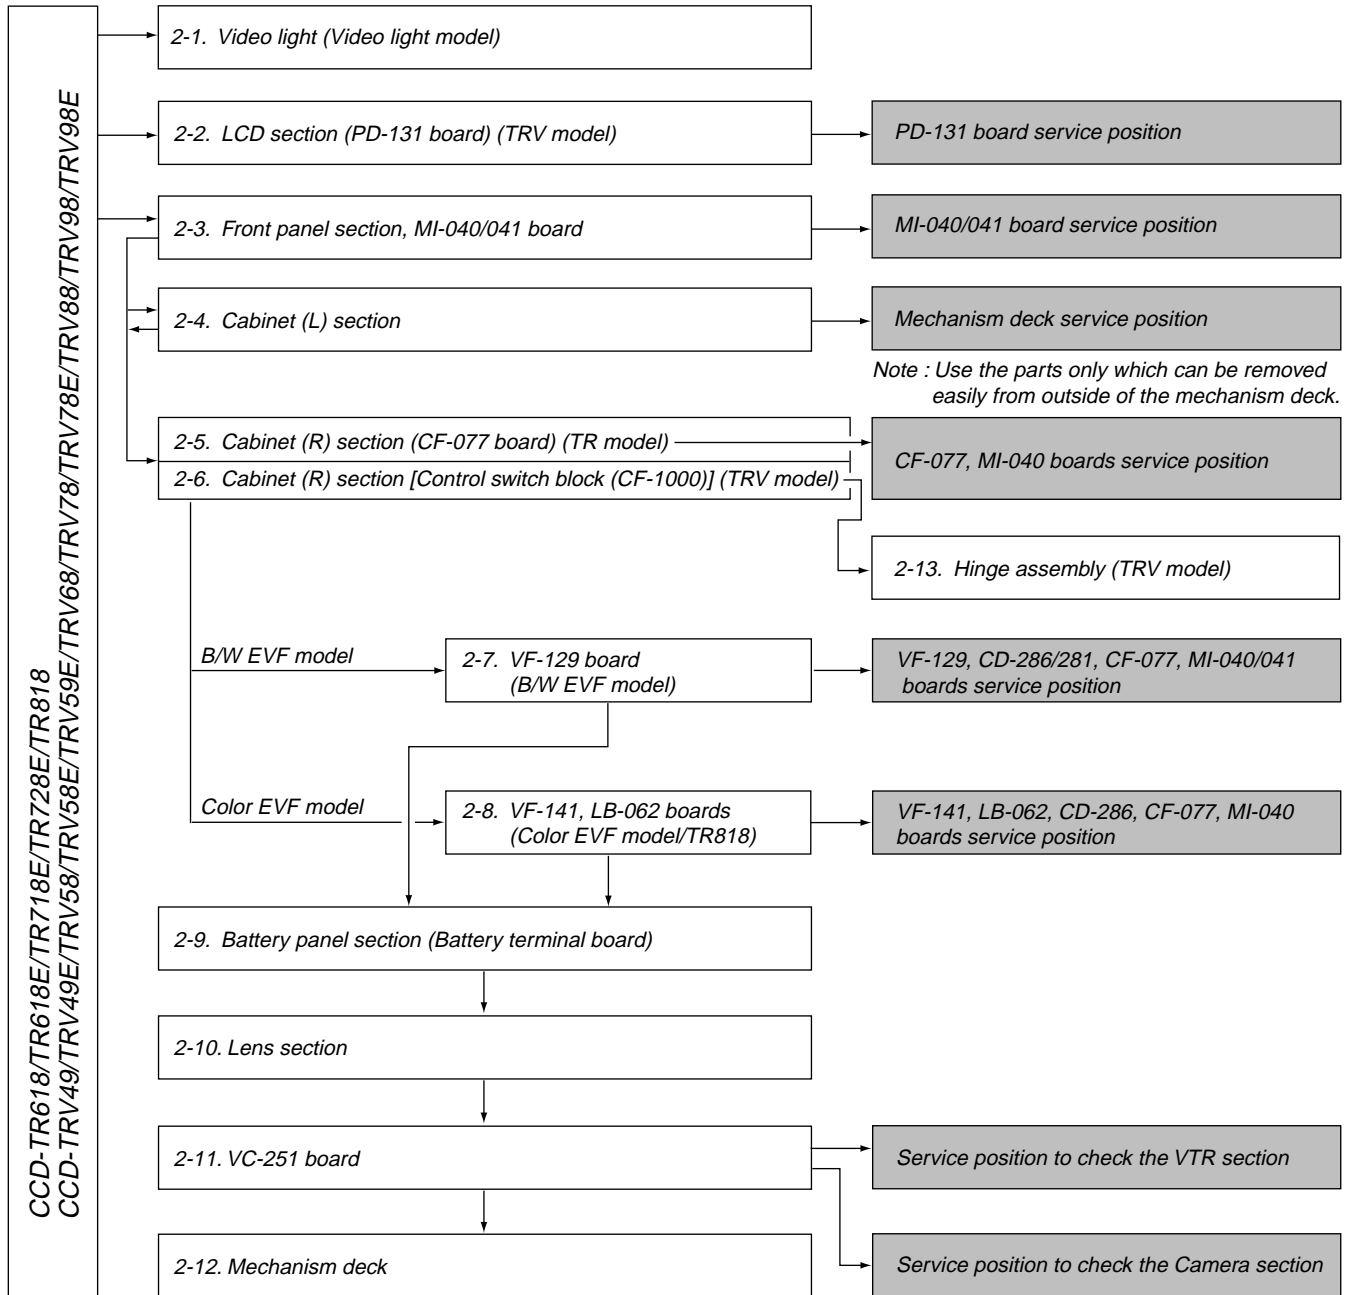 CCD-TR618/TR618E/TR718E/TR728E/TR818
CCD-TRV49/TRV49E/TRV58/TRV58E/TRV59E/TRV68/TRV78/TRV78E/TRV88/TRV98/TRV98E
2-1. Video light (Video light model)
2-2. LCD section (PD-131 board) (TRV model)
PD-131 board service position
2-3. Front panel section, MI-040/041 board
MI-040/041 board service position
2-4. Cabinet (L) section
Mechanism deck service position
Note : Use the parts only which can be removed
easily from outside of the mechanism deck.
2-5. Cabinet (R) section (CF-077 board) (TR model)
2-6. Cabinet (R) section [Control switch block (CF-1000)] (TRV model)
CF-077, MI-040 boards service position
2-13. Hinge assembly (TRV model)
B/W EVF model
2-7. VF-129 board
(B/W EVF model)
VF-129, CD-286/281, CF-077, MI-040/041
boards service position
Color EVF model
2-8. VF-141, LB-062 boards
(Color EVF model/TR818)
VF-141, LB-062, CD-286, CF-077, MI-040
boards service position
2-9. Battery panel section (Battery terminal board)
2-10. Lens section
2-11. VC-251 board
Service position to check the VTR section
2-12. Mechanism deck
Service position to check the Camera section